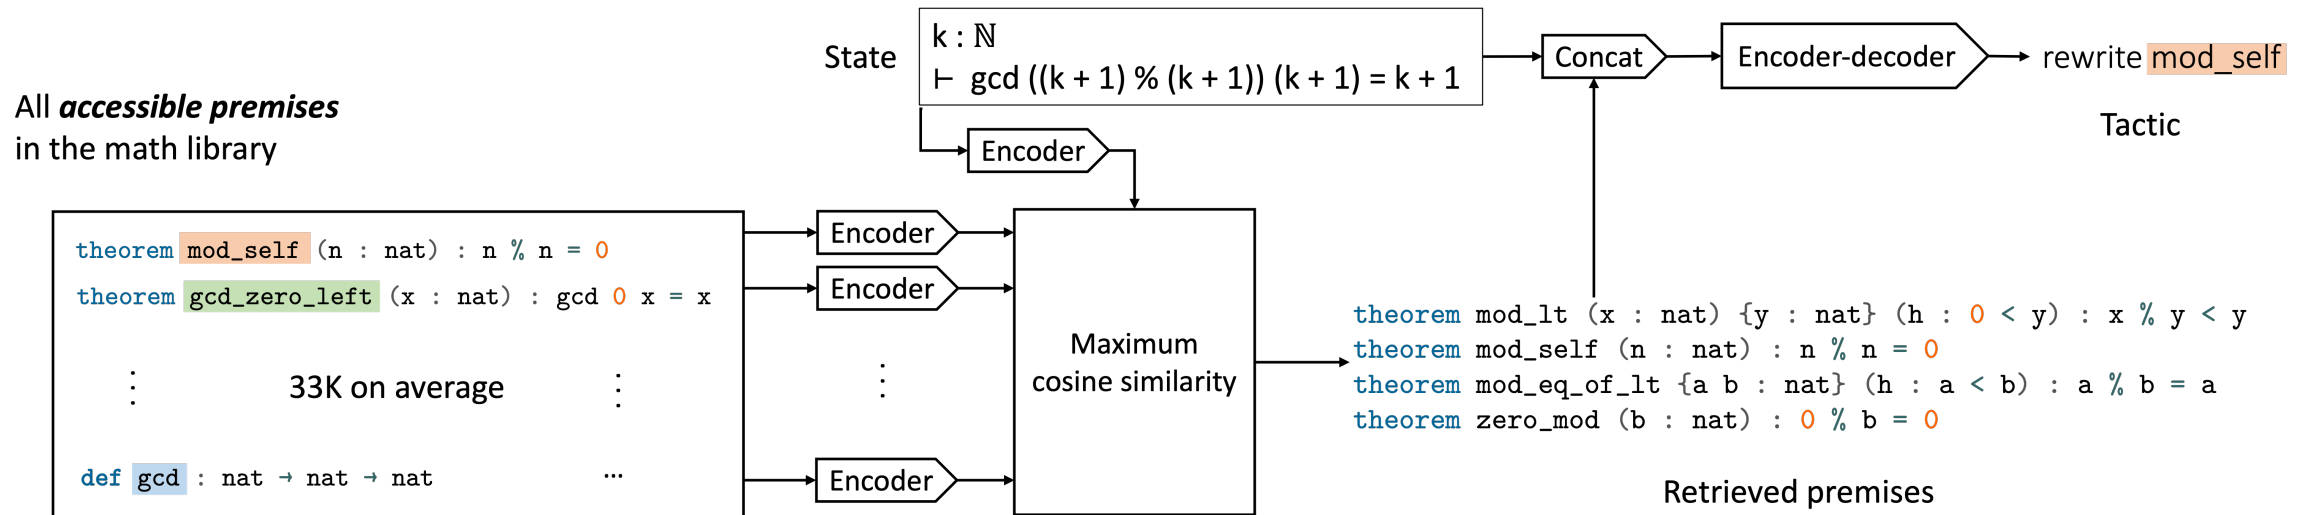 State
k : ℕ
⊢ gcd ((k + 1) % (k + 1)) (k + 1) = k + 1
Concat
Encoder-decoder
rewrite mod_self
Tactic
All accessible premises
in the math library
Encoder
theorem mod_self (n : nat) : n % n = 0
theorem gcd_zero_left (x : nat) : gcd 0 x = x
⋮ 33K on average ⋮
def gcd : nat → nat → nat ...
Encoder
Encoder
⋮
Encoder
Maximum
cosine similarity
theorem mod_lt (x : nat) {y : nat} (h : 0 < y) : x % y < y
theorem mod_self (n : nat) : n % n = 0
theorem mod_eq_of_lt {a b : nat} (h : a < b) : a % b = a
theorem zero_mod (b : nat) : 0 % b = 0
Retrieved premises